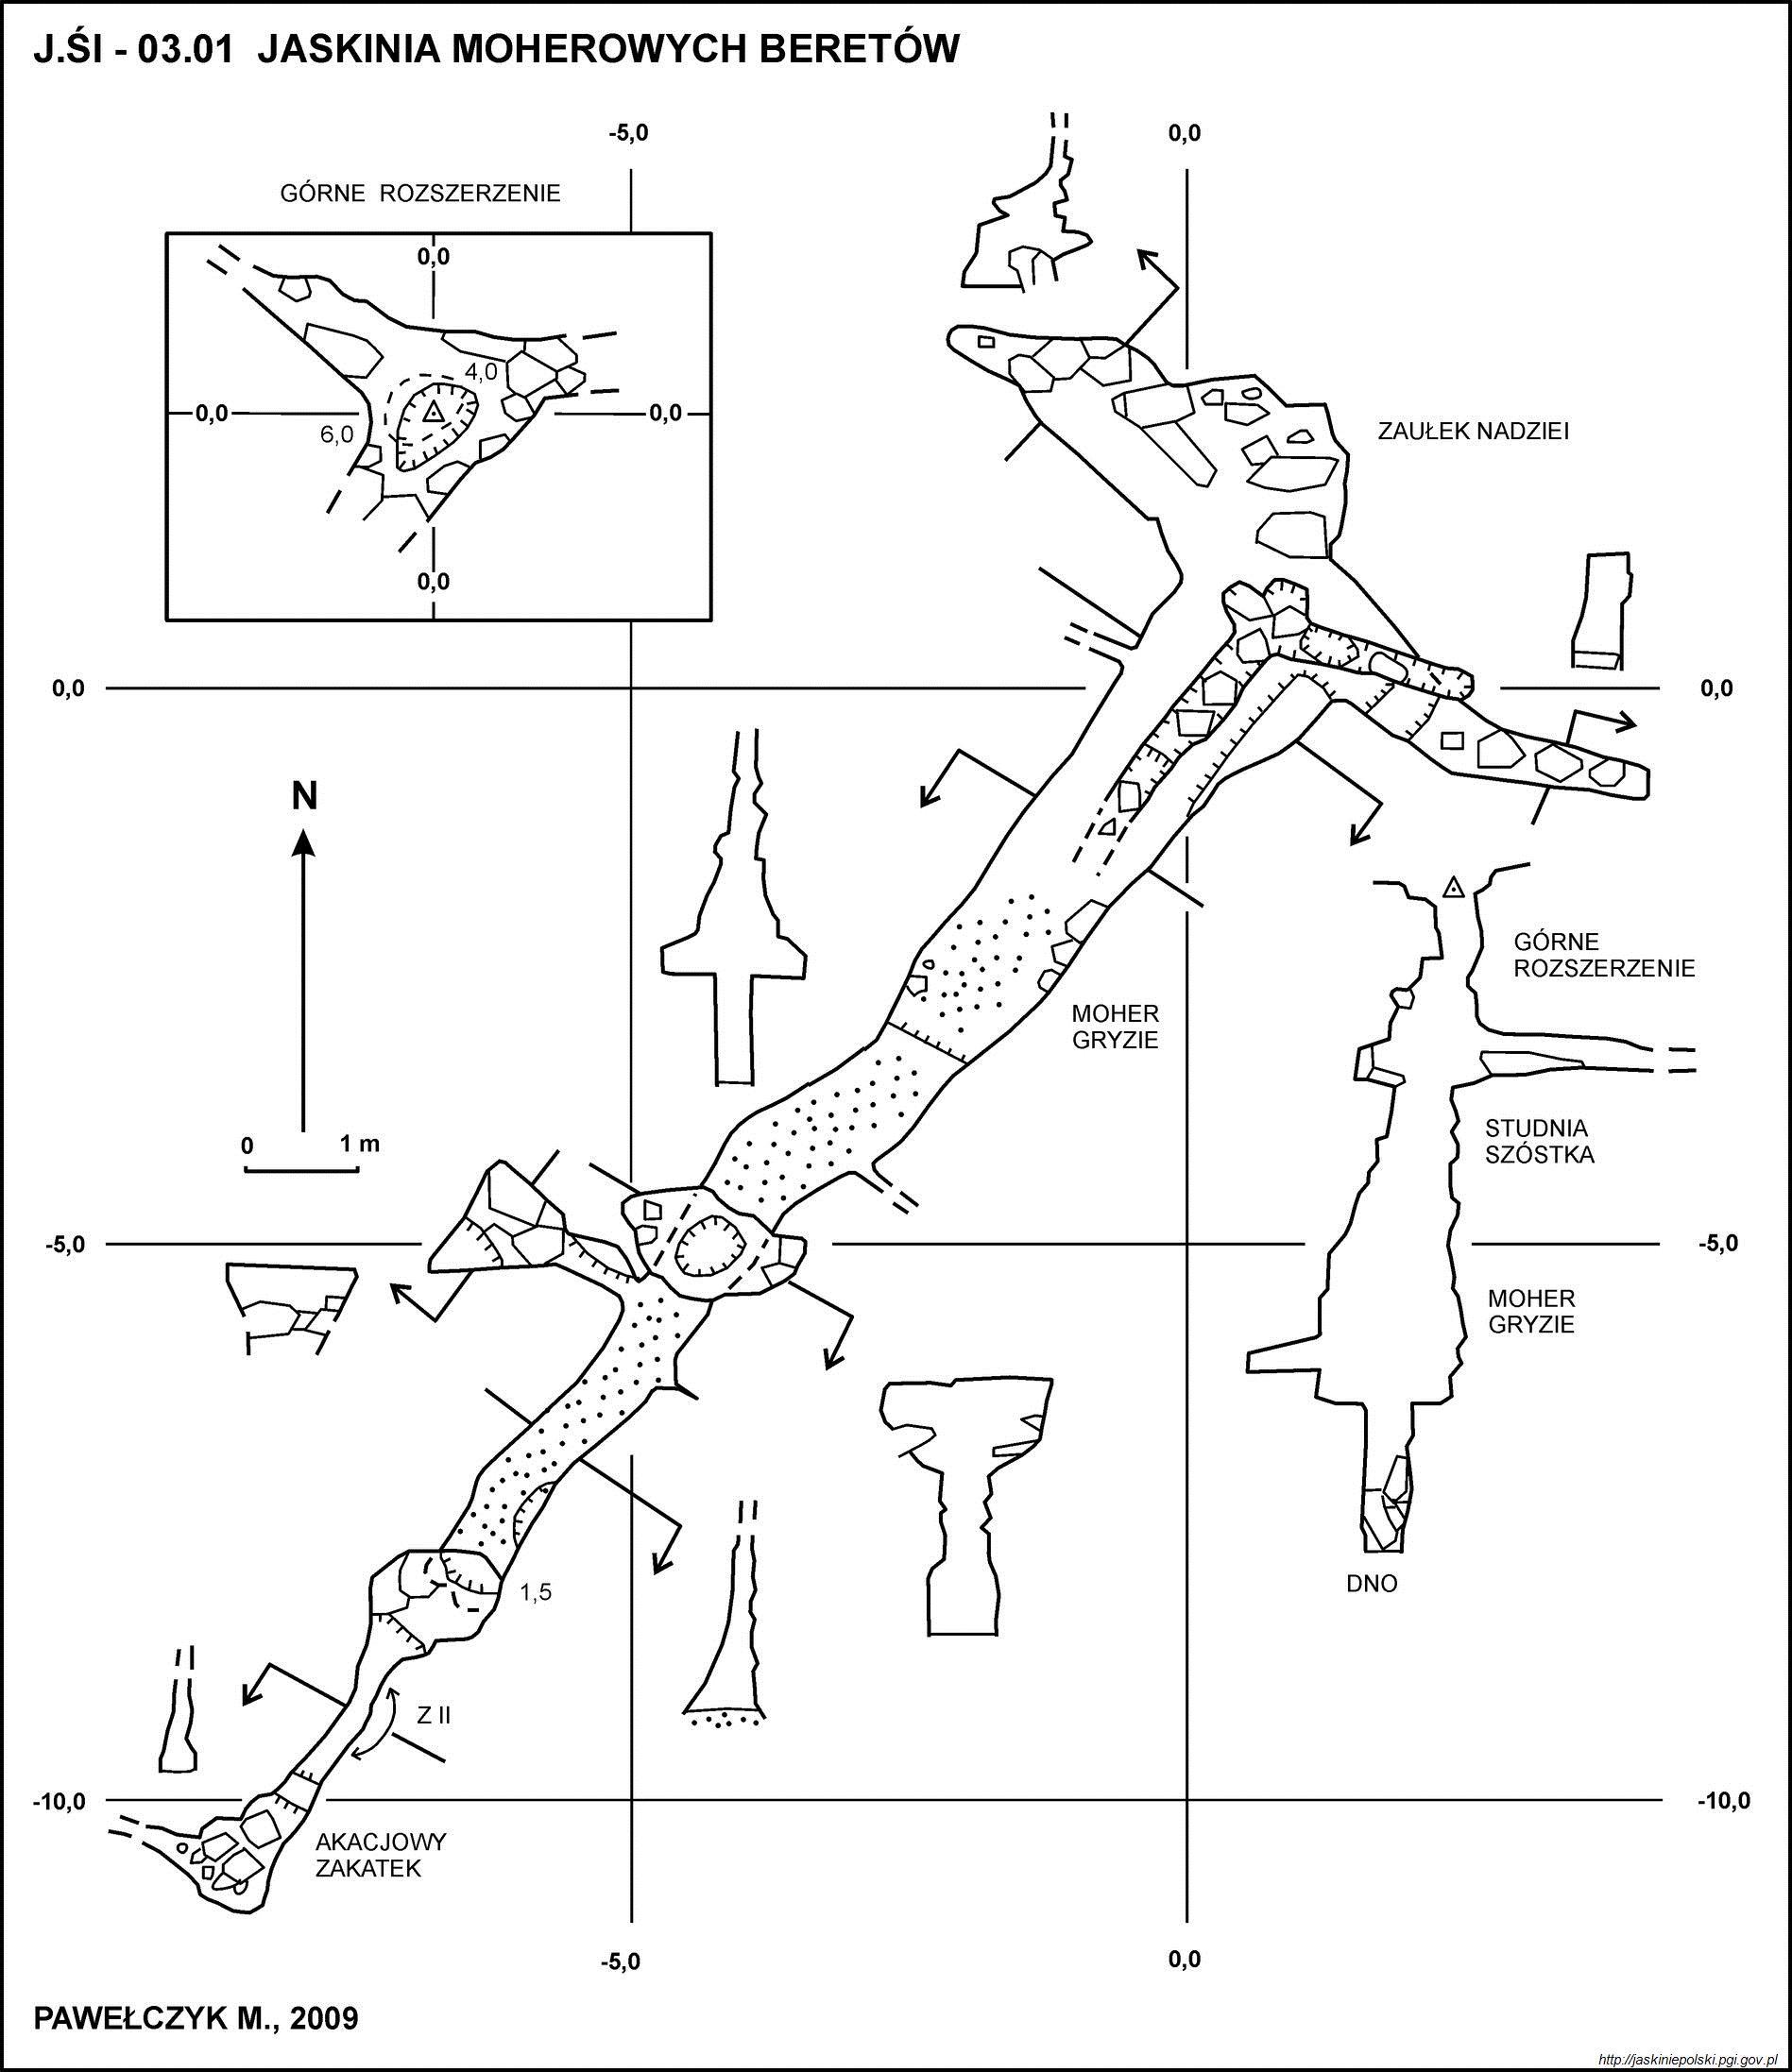 J.ŚI - 03.01 JASKINIA MOHEROWYCH BERETÓW
-5,0
0,0
GÓRNE ROZSZERZENIE
0,0
4,0
0,0
0,0
6,0
0,0
ZAUŁEK NADZIEI
0,0
0,0
N
GÓRNE
ROZSZERZENIE
MOHER
GRYZIE
STUDNIA
SZÓSTKA
0
1 m
-5,0
-5,0
MOHER
GRYZIE
DNO
1,5
Z II
-10,0
-10,0
AKACJOWY
ZAKATEK
-5,0
0,0
PAWEŁCZYK M., 2009
http://jaskiniepolski.pgi.gov.pl